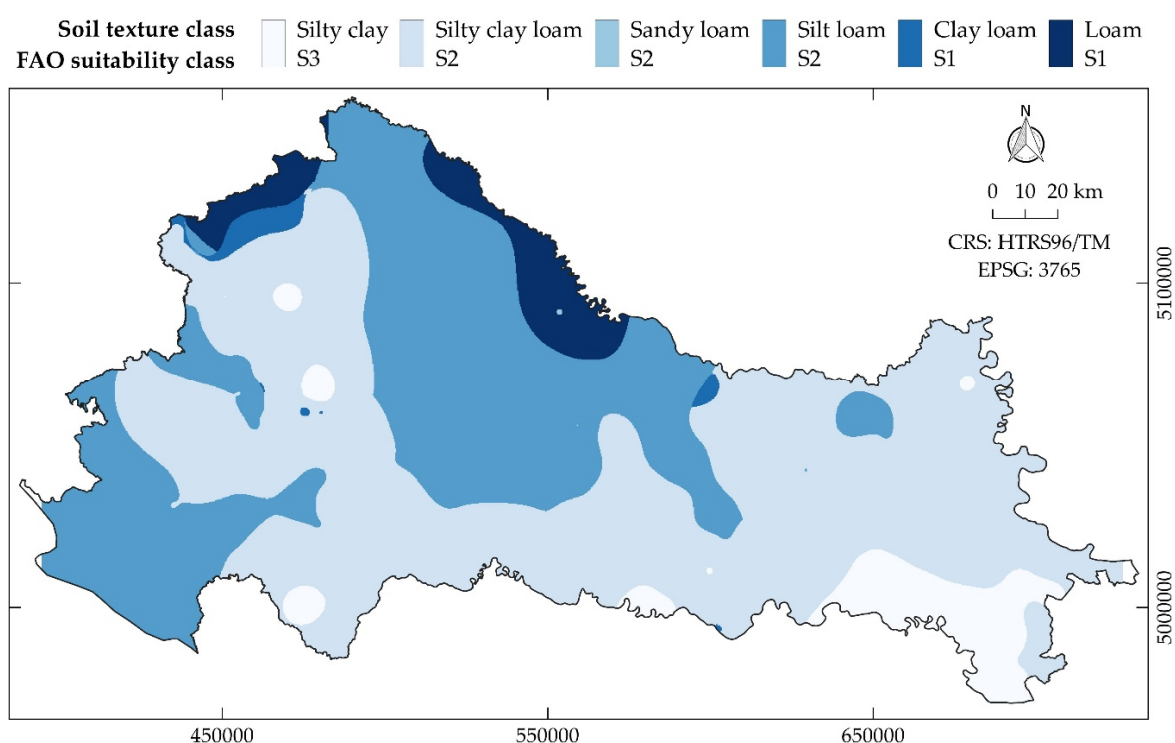 Soil texture class Silty clay Silty clay loam Sandy loam Silt loam Clay loam Loam
FAO suitability class S3 S2 S2 S2 S1 S1
N
0 10 20 km
CRS: HTRS96/TM
EPSG: 3765
5100000
5000000
450000 550000 650000